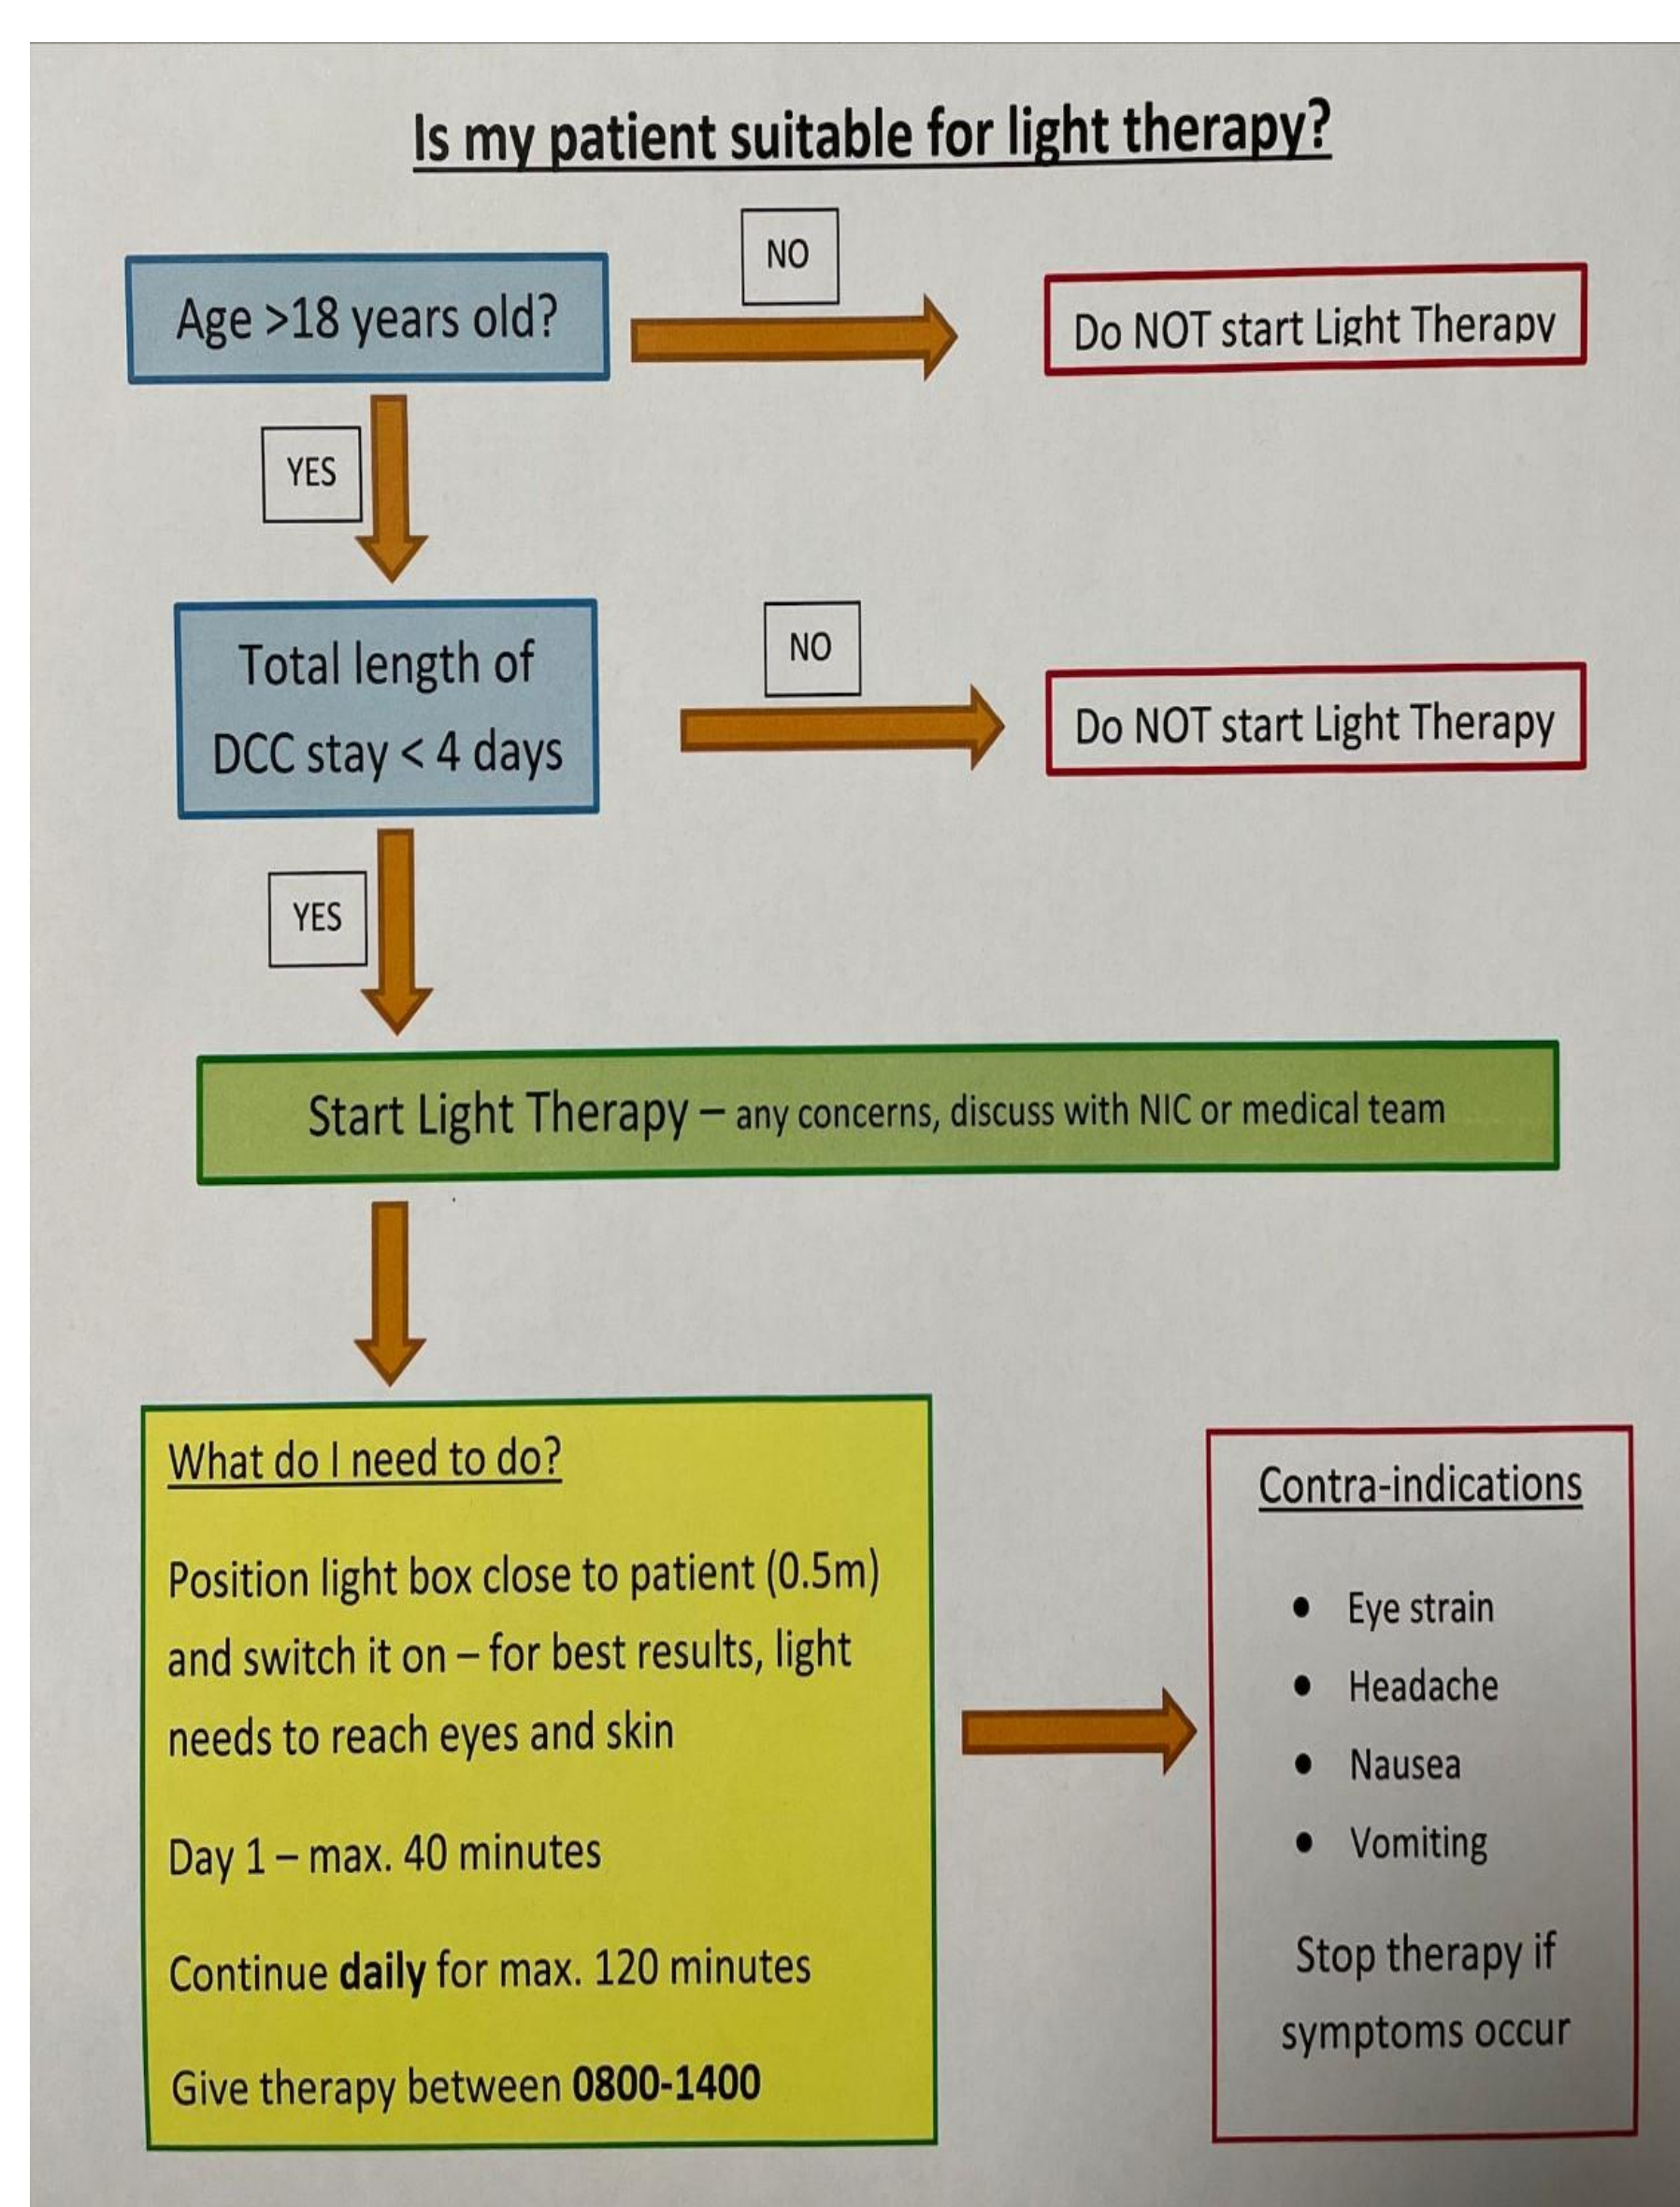 Is my patient suitable for light therapy?
NO
Age >18 years old?
Do NOT start Light Therapy
YES
Total length of
DCC stay < 4 days
NO
Do NOT start Light Therapy
YES
Start Light Therapy – any concerns, discuss with NIC or medical team
What do I need to do?
Position light box close to patient (0.5m)
and switch it on – for best results, light
needs to reach eyes and skin
Day 1 – max. 40 minutes
Continue daily for max. 120 minutes
Give therapy between 0800-1400
Contra-indications
• Eye strain
• Headache
• Nausea
• Vomiting
Stop therapy if
symptoms occur